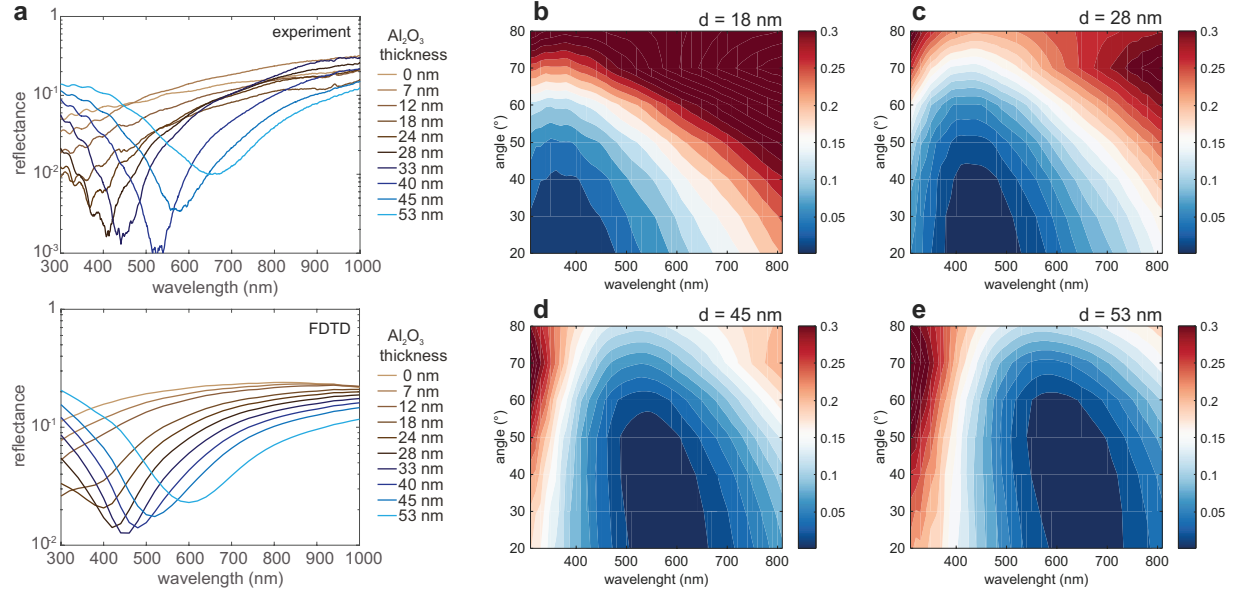 a
experiment
reflectance
1
10⁻¹
10⁻²
10⁻³
300 400 500 600 700 800 900 1000
wavelength (nm)
Al₂O₃
thickness
0 nm
7 nm
12 nm
18 nm
24 nm
28 nm
33 nm
40 nm
45 nm
53 nm
FDTD
reflectance
1
10⁻¹
10⁻²
300 400 500 600 700 800 900 1000
wavelength (nm)
Al₂O₃
thickness
0 nm
7 nm
12 nm
18 nm
24 nm
28 nm
33 nm
40 nm
45 nm
53 nm
b
d = 18 nm
angle (°)
80
70
60
50
40
30
20
400 500 600 700 800
wavelenght (nm)
0.3
0.25
0.2
0.15
0.1
0.05
c
d = 28 nm
angle (°)
80
70
60
50
40
30
20
400 500 600 700 800
wavelenght (nm)
0.3
0.25
0.2
0.15
0.1
0.05
d
d = 45 nm
angle (°)
80
70
60
50
40
30
20
400 500 600 700 800
wavelenght (nm)
0.3
0.25
0.2
0.15
0.1
0.05
e
d = 53 nm
angle (°)
80
70
60
50
40
30
20
400 500 600 700 800
wavelenght (nm)
0.3
0.25
0.2
0.15
0.1
0.05